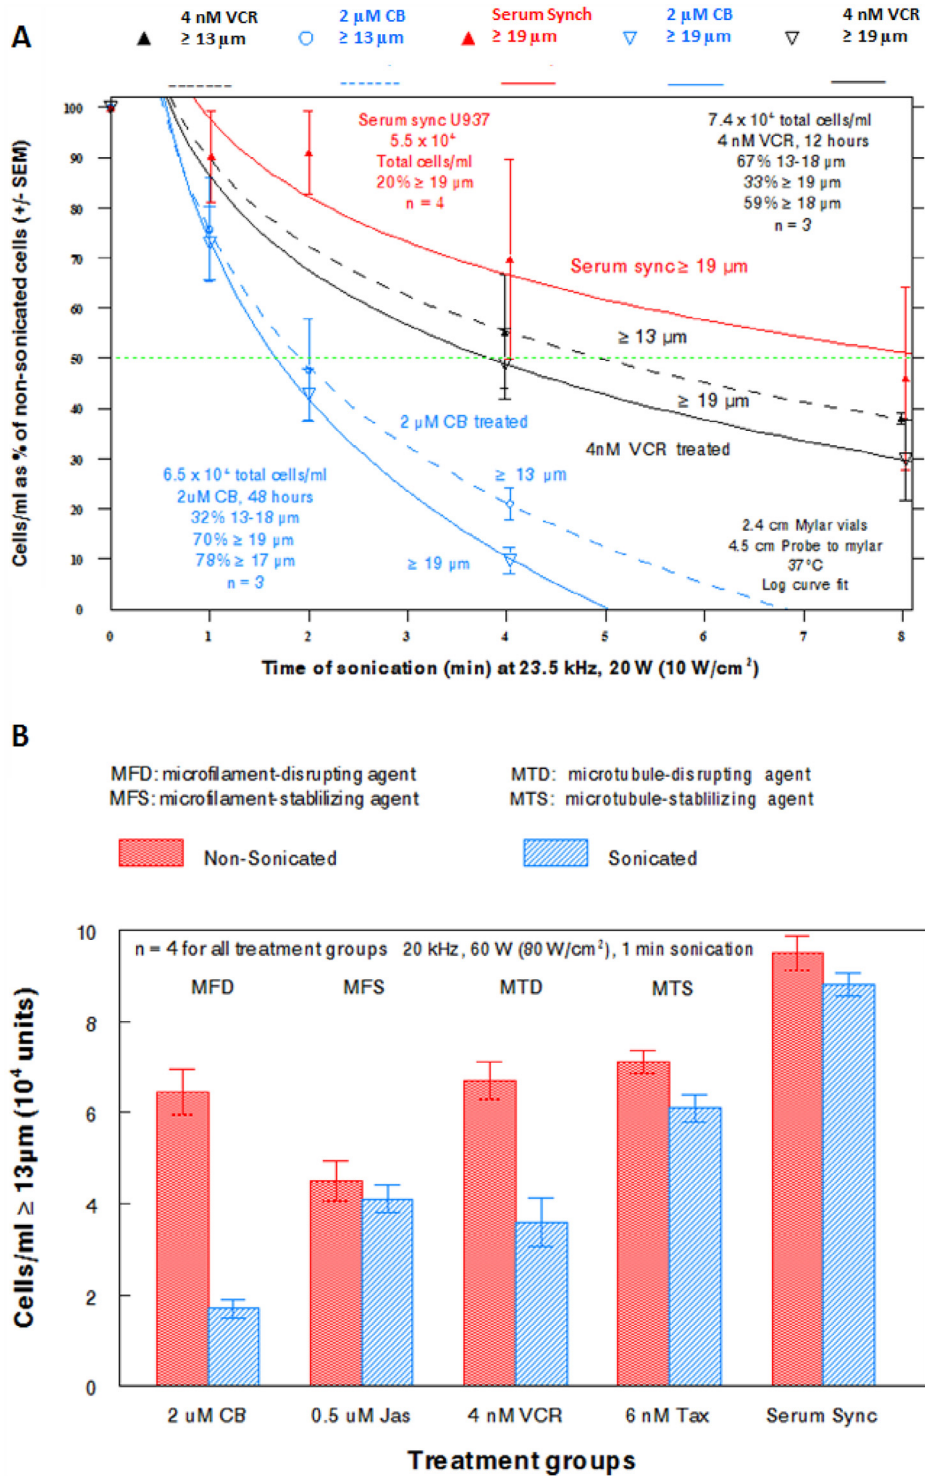 A
4 nM VCR
≥ 13 µm
2 µM CB
≥ 13 µm
Serum Synch
≥ 19 µm
2 µM CB
≥ 19 µm
4 nM VCR
≥ 19 µm
Cells/ml as % of non-sonicated cells (+/- SEM)
100
90
80
70
60
50
40
30
20
10
0
Serum sync U937
5.5 x 10⁴
Total cells/ml
20% ≥ 19 µm
n = 4
7.4 x 10⁴ total cells/ml
4 nM VCR, 12 hours
67% 13-18 µm
33% ≥ 19 µm
59% ≥ 18 µm
n = 3
Serum sync ≥ 19 µm
≥ 13 µm
≥ 19 µm
2 µM CB treated
4nM VCR treated
6.5 x 10⁴ total cells/ml
2uM CB, 48 hours
32% 13-18 µm
70% ≥ 19 µm
78% ≥ 17 µm
n = 3
≥ 13 µm
≥ 19 µm
2.4 cm Mylar vials
4.5 cm Probe to mylar
37°C
Log curve fit
0 1 2 3 4 5 6 7 8
Time of sonication (min) at 23.5 kHz, 20 W (10 W/cm²)
B
MFD: microfilament-disrupting agent
MFS: microfilament-stablilizing agent
MTD: microtubule-disrupting agent
MTS: microtubule-stablilizing agent
Non-Sonicated
Sonicated
Cells/ml ≥ 13µm (10⁴ units)
10
8
6
4
2
0
n = 4 for all treatment groups 20 kHz, 60 W (80 W/cm²), 1 min sonication
MFD MFS MTD MTS
2 uM CB 0.5 uM Jas 4 nM VCR 6 nM Tax Serum Sync
Treatment groups